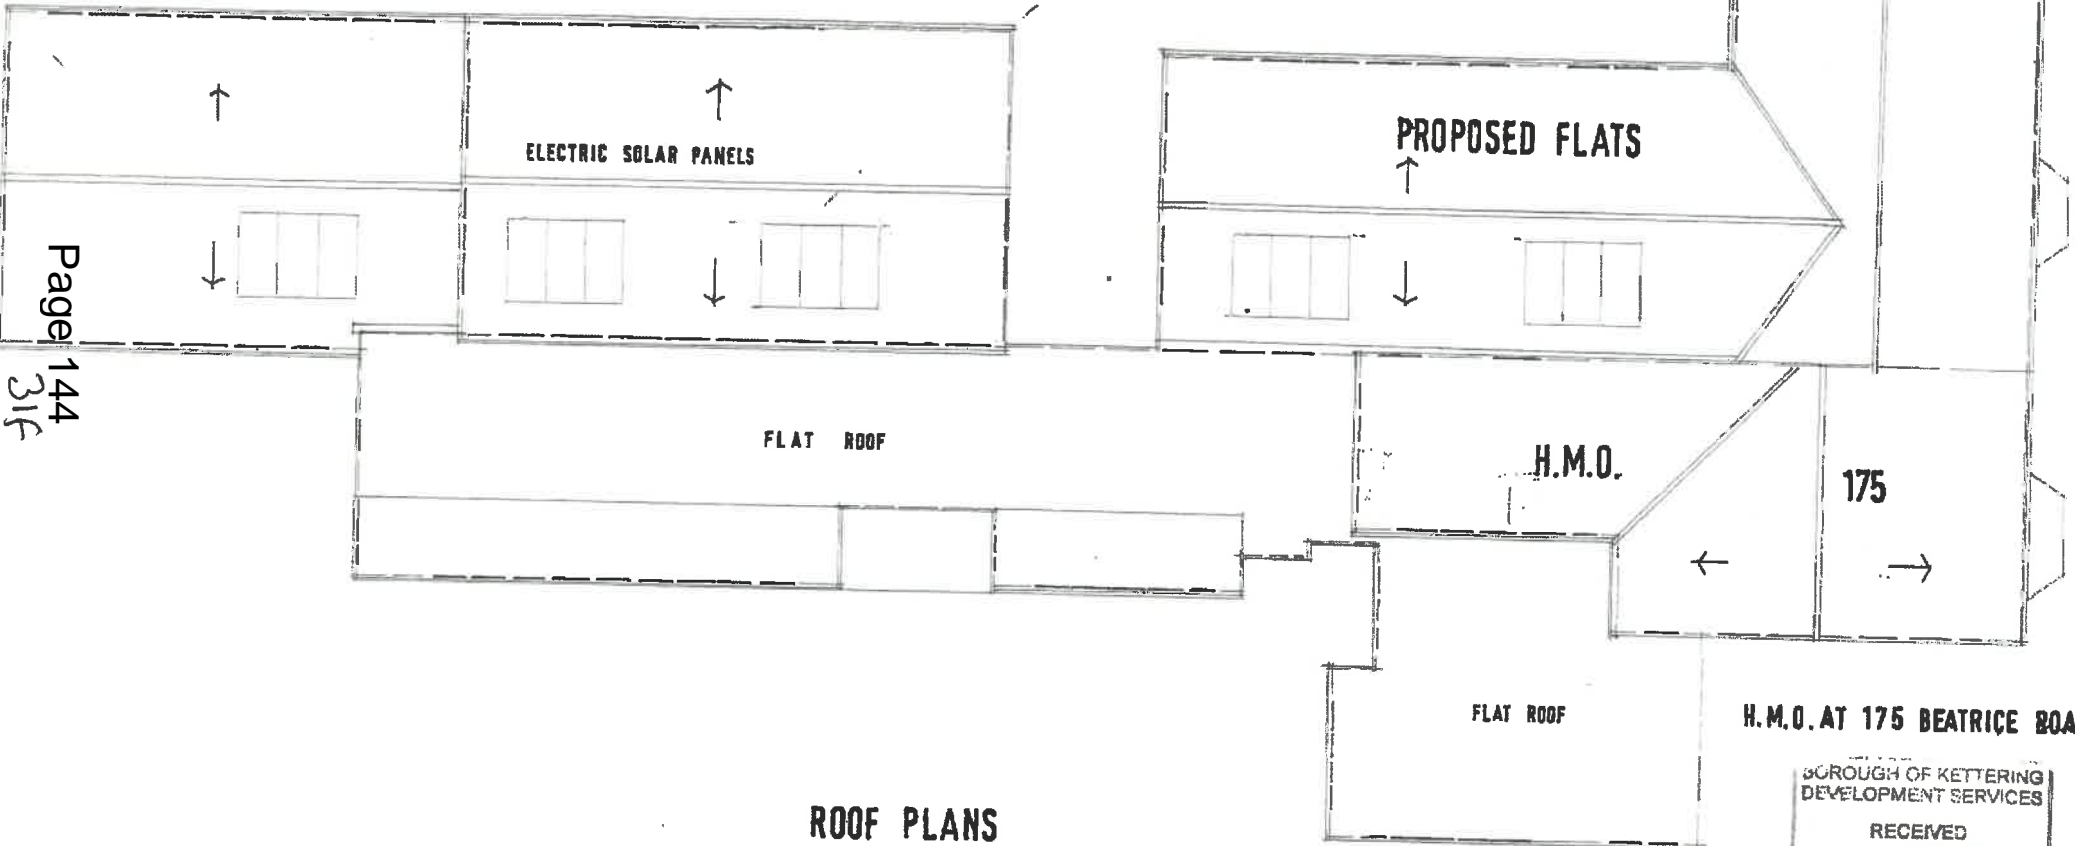 PROPOSED FLATS
ELECTRIC SOLAR PANELS
Page 144
31f
FLAT ROOF
H.M.O.
175
FLAT ROOF
H.M.O. AT 175 BEATRICE ROA
BOROUGH OF KETTERING
DEVELOPMENT SERVICES
RECEIVED
ROOF PLANS